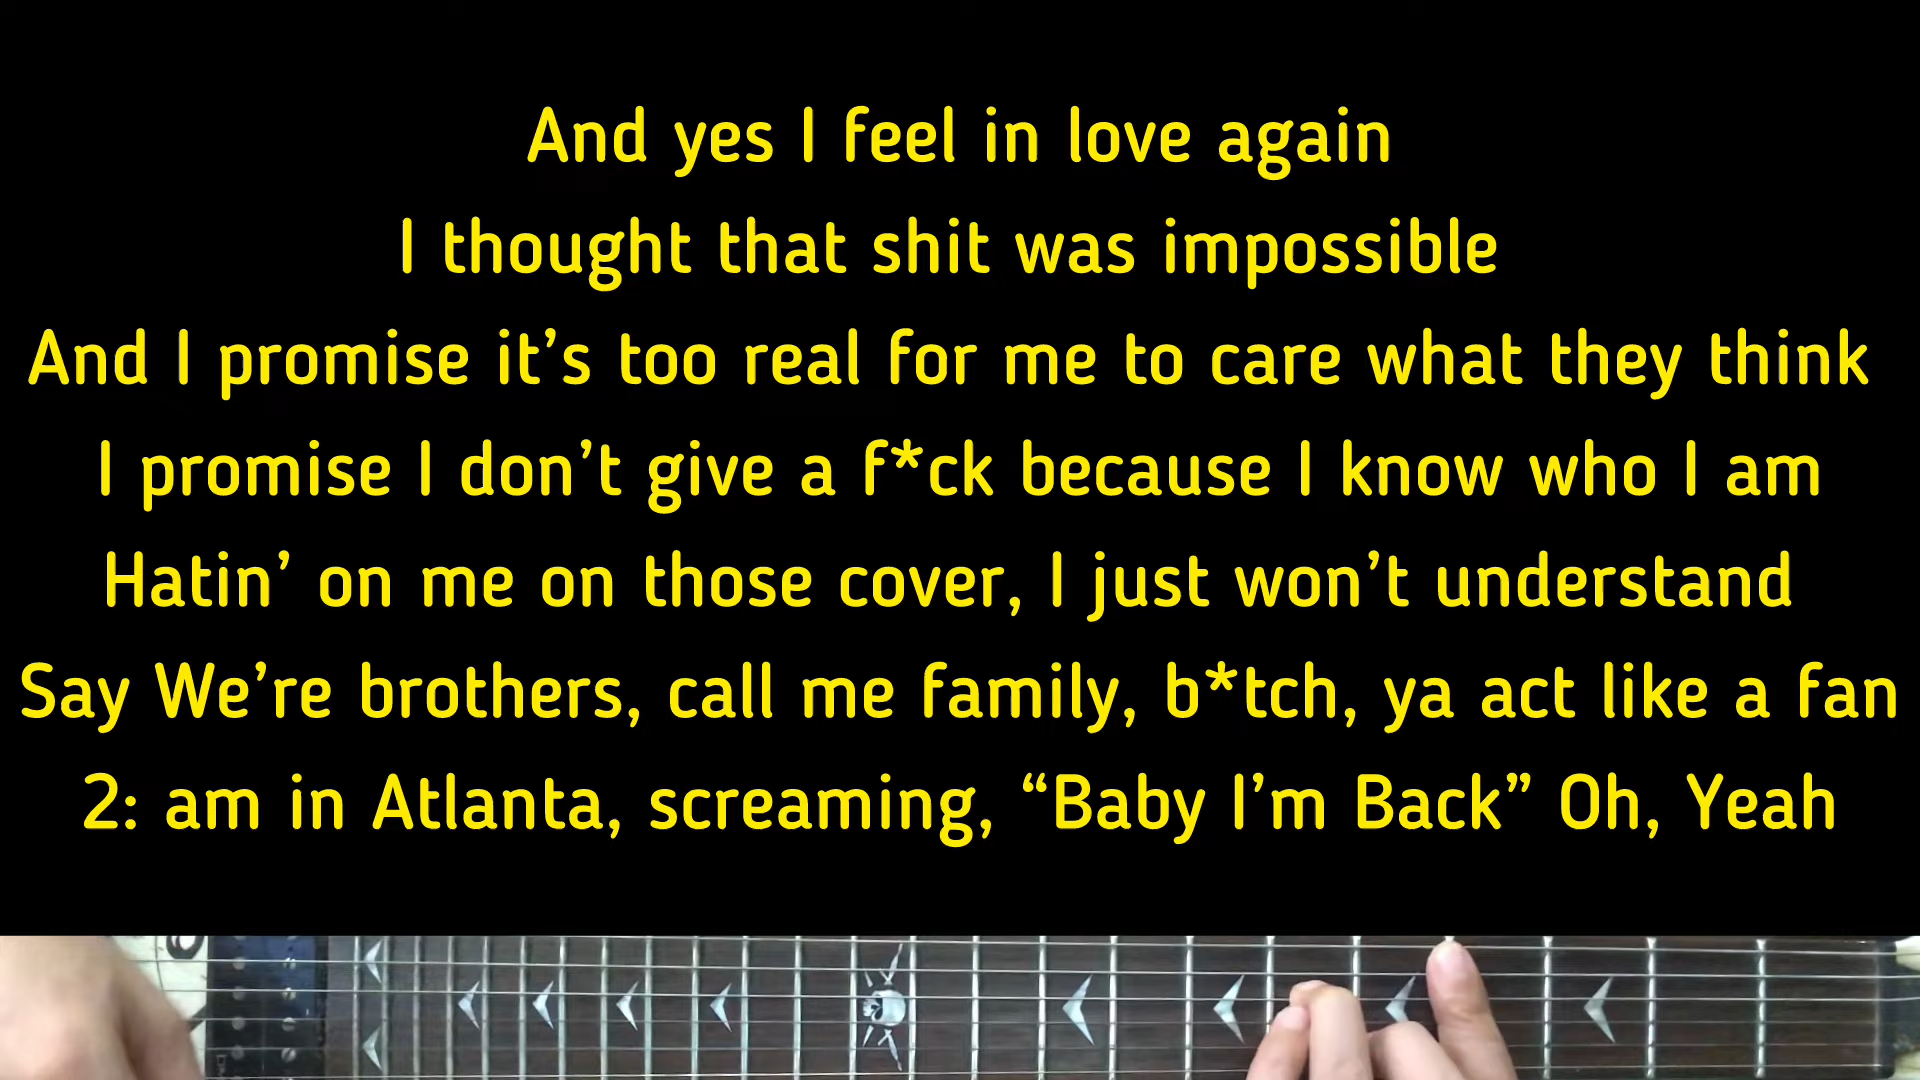 And yes I feel in love again
I thought that shit was impossible
And I promise it’s too real for me to care what they think
I promise I don’t give a f*ck because I know who I am
Hatin’ on me on those cover, I just won’t understand
Say We’re brothers, call me family, b*tch, ya act like a fan
2: am in Atlanta, screaming, “Baby I’m Back” Oh, Yeah